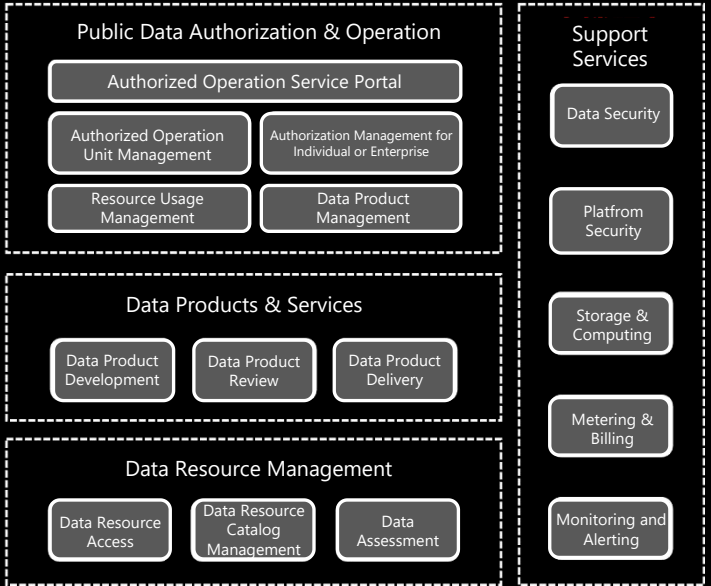 Public Data Authorization & Operation
Authorized Operation Service Portal
Authorized Operation
Unit Management
Authorization Management for
Individual or Enterprise
Resource Usage
Management
Data Product
Management
Data Products & Services
Data Product
Development
Data Product
Review
Data Product
Delivery
Data Resource Management
Data Resource
Access
Data Resource
Catalog
Management
Data
Assessment
Support
Services
Data Security
Platfrom
Security
Storage &
Computing
Metering &
Billing
Monitoring and
Alerting